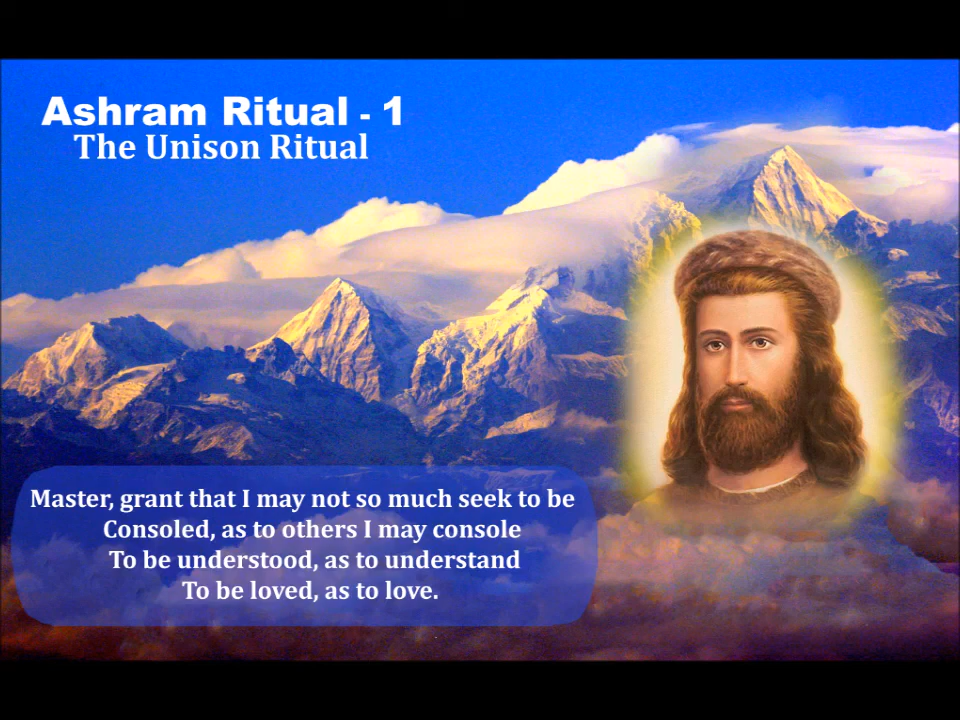 Ashram Ritual - 1
The Unison Ritual
Master, grant that I may not so much seek to be
Consoled, as to others I may console
To be understood, as to understand
To be loved, as to love.